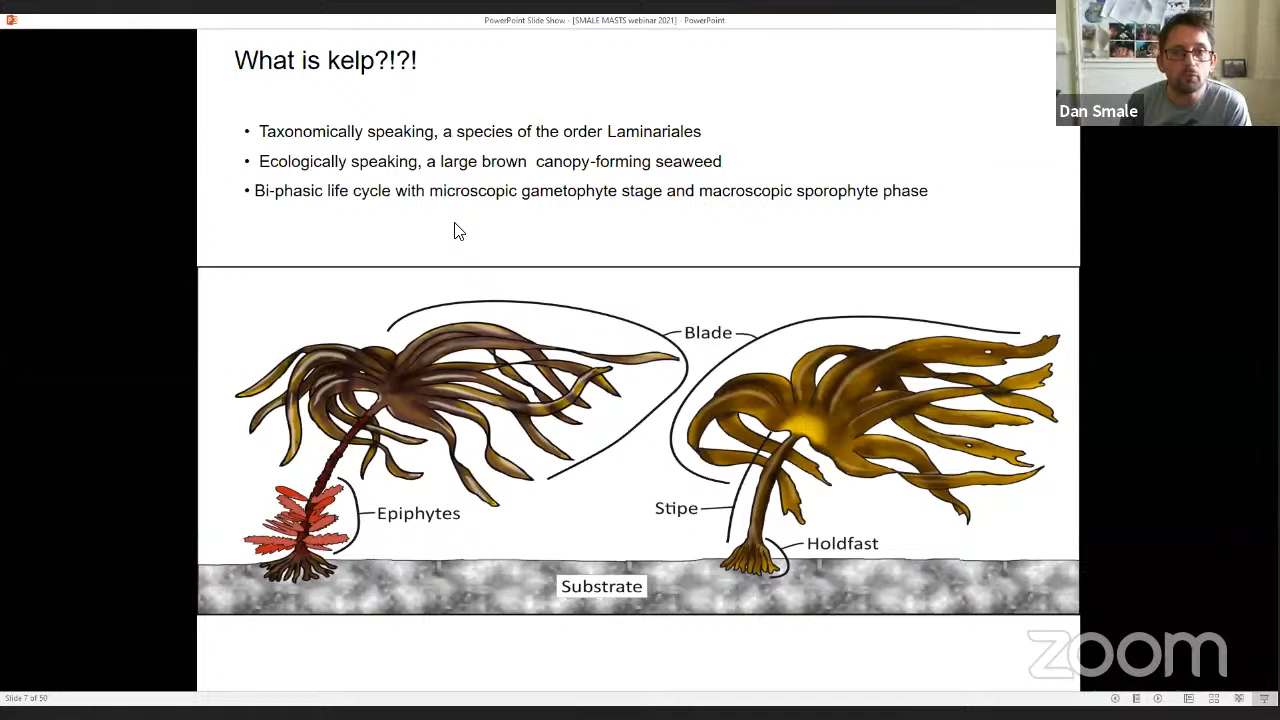 PowerPoint Slide Show - [SMALE MASTS webinar 2021] - PowerPoint
What is kelp?!?!
Dan Smale
• Taxonomically speaking, a species of the order Laminariales
• Ecologically speaking, a large brown canopy-forming seaweed
• Bi-phasic life cycle with microscopic gametophyte stage and macroscopic sporophyte phase
Blade
Epiphytes
Stipe
Holdfast
Substrate
zoom
Slide 7 of 50